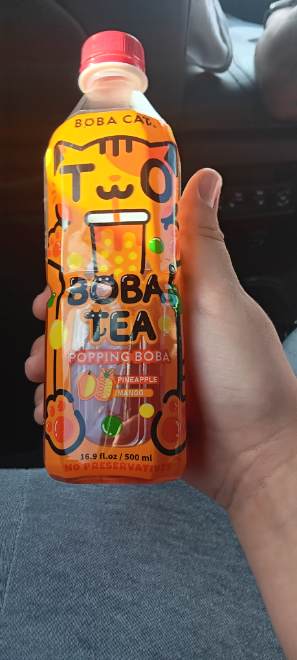 BOBA CAT
T O
BOBA
TEA
POPPING BOBA
PINEAPPLE
/MANGO
16.9 fl.oz / 500 ml
NO PRESERVATIVES